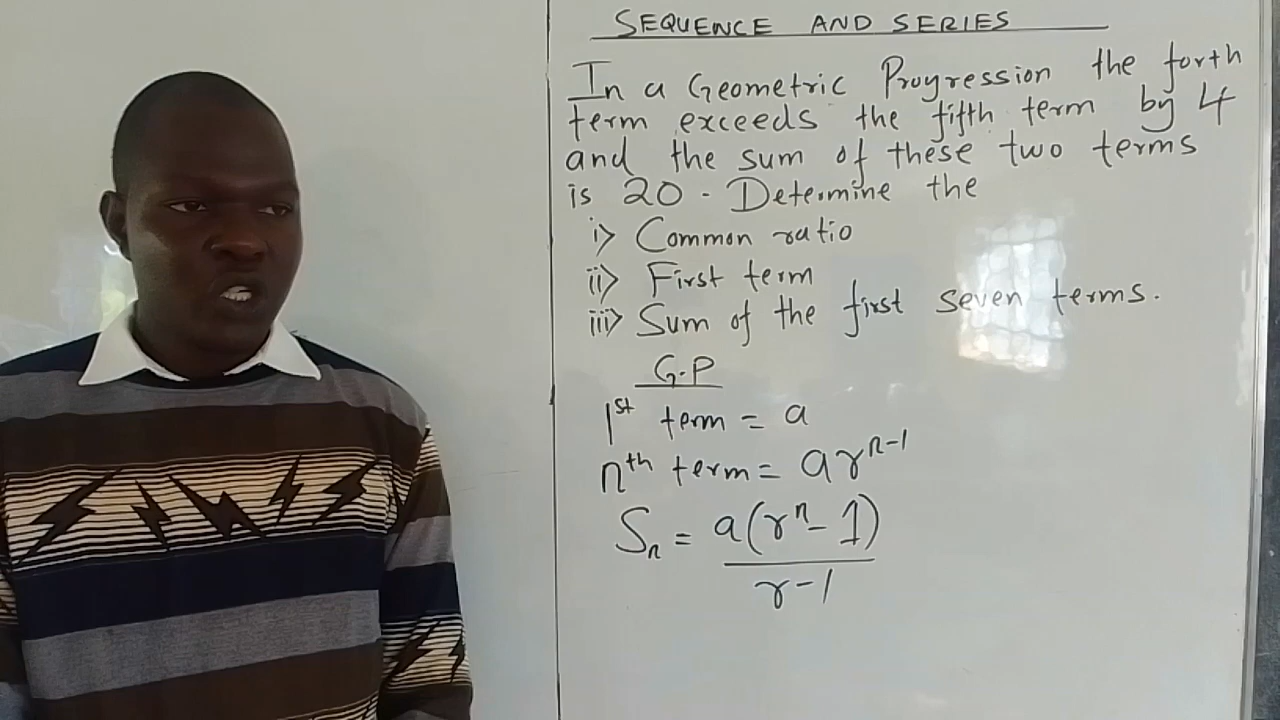 SEQUENCE AND SERIES
In a Geometric Progression the forth
term exceeds the fifth term by 4
and the sum of these two terms
is 20. Determine the
i> Common ratio
ii> First term
iii> Sum of the first seven terms.
G.P
1st term = a
nth term = ar^n-1
Sn = a(r^n - 1)
r-1